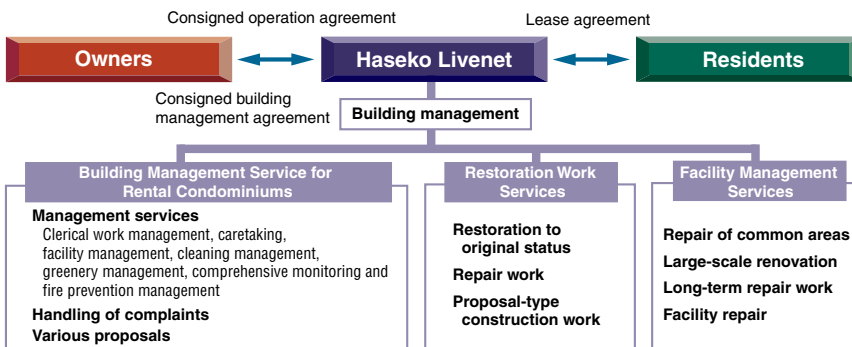 Consigned operation agreement
Lease agreement
Owners
Haseko Livenet
Residents
Consigned building
management agreement
Building management
Building Management Service for
Rental Condominiums
Management services
Clerical work management, caretaking,
facility management, cleaning management,
greenery management, comprehensive monitoring and
fire prevention management
Handling of complaints
Various proposals
Restoration Work
Services
Restoration to
original status
Repair work
Proposal-type
construction work
Facility Management
Services
Repair of common areas
Large-scale renovation
Long-term repair work
Facility repair